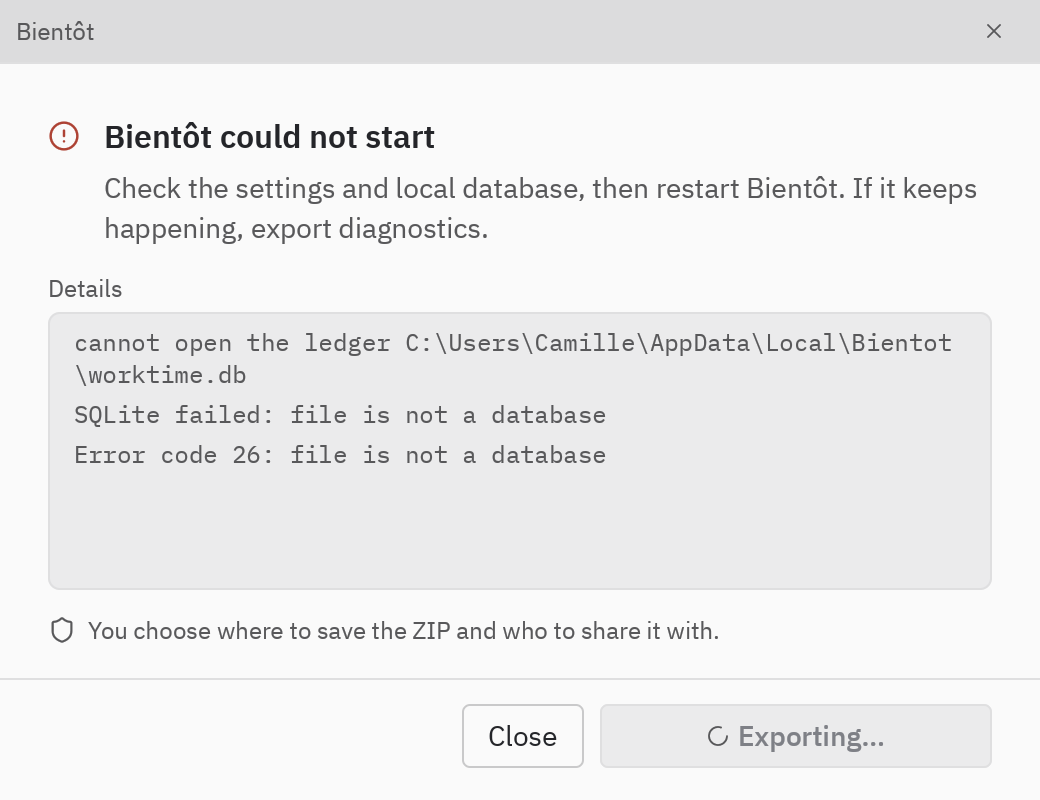 Bientôt
Bientôt could not start
Check the settings and local database, then restart Bientôt. If it keeps
happening, export diagnostics.
Details
cannot open the ledger C:\Users\Camille\AppData\Local\Bientot
\worktime.db
SQLite failed: file is not a database
Error code 26: file is not a database
You choose where to save the ZIP and who to share it with.
Close
Exporting...